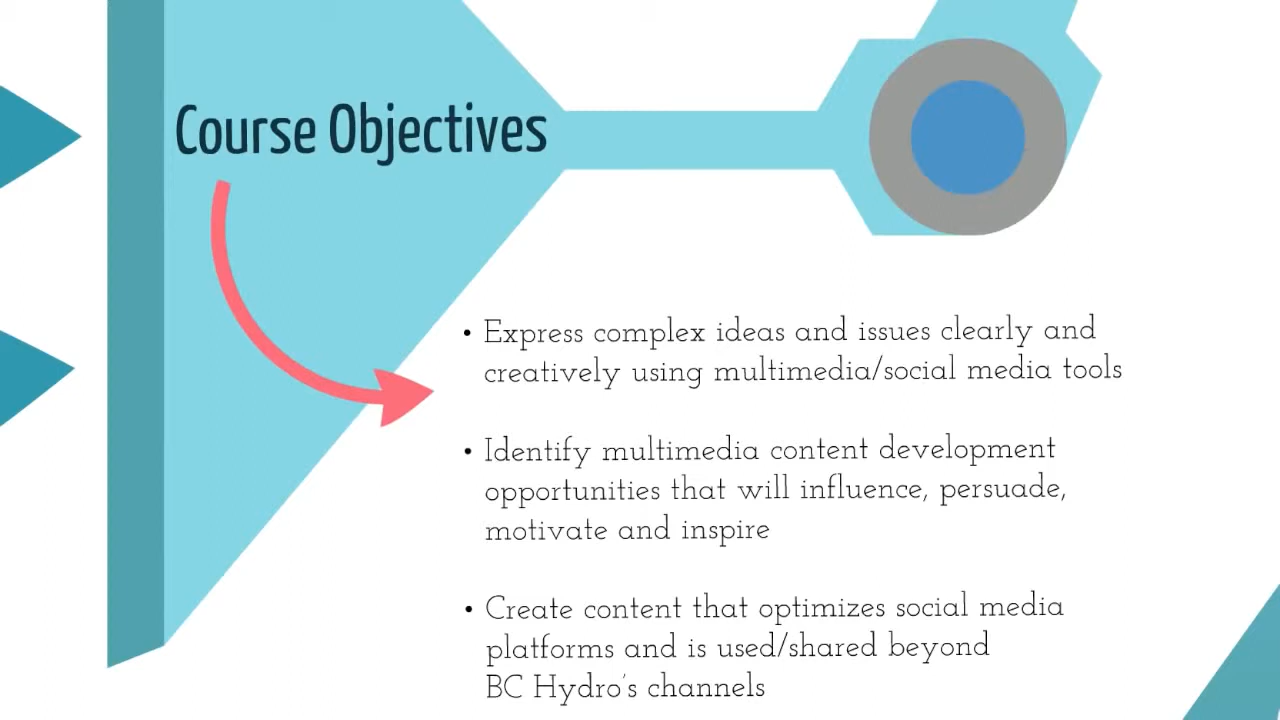 Course Objectives
• Express complex ideas and issues clearly and
creatively using multimedia/social media tools
• Identify multimedia content development
opportunities that will influence, persuade,
motivate and inspire
• Create content that optimizes social media
platforms and is used/shared beyond
BC Hydro's channels